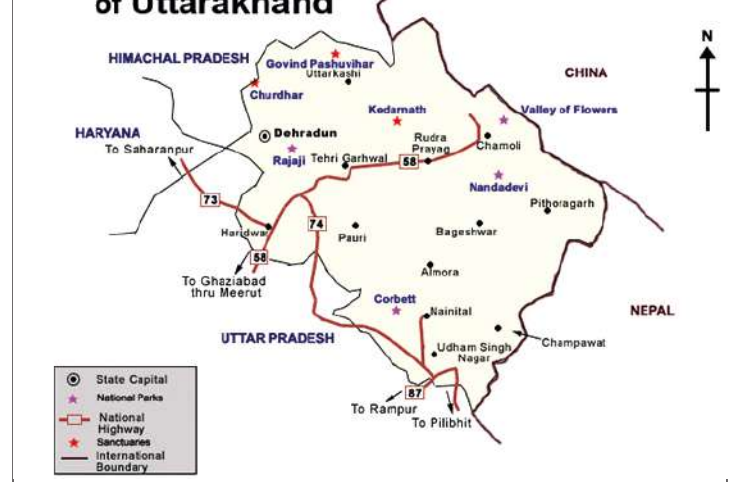 of Uttarakhand
N
HIMACHAL PRADESH
Govind Pashuvihar
Uttarkashi
CHINA
Churdhar
Kedarnath
Valley of Flowers
HARYANA
To Saharanpur
Dehradun
Rajaji
Tehri Garhwal
58
Rudra
Prayag
Chamoli
Nandadevi
73
Pithoragarh
Haridwar
74
Pauri
Bageshwar
58
To Ghaziabad
thru Meerut
Almora
Corbett
Nainital
NEPAL
UTTAR PRADESH
Udham Singh
Nagar
Champawat
87
To Rampur
To Pilibhit
State Capital
National Parks
National
Highway
Sanctuaries
International
Boundary